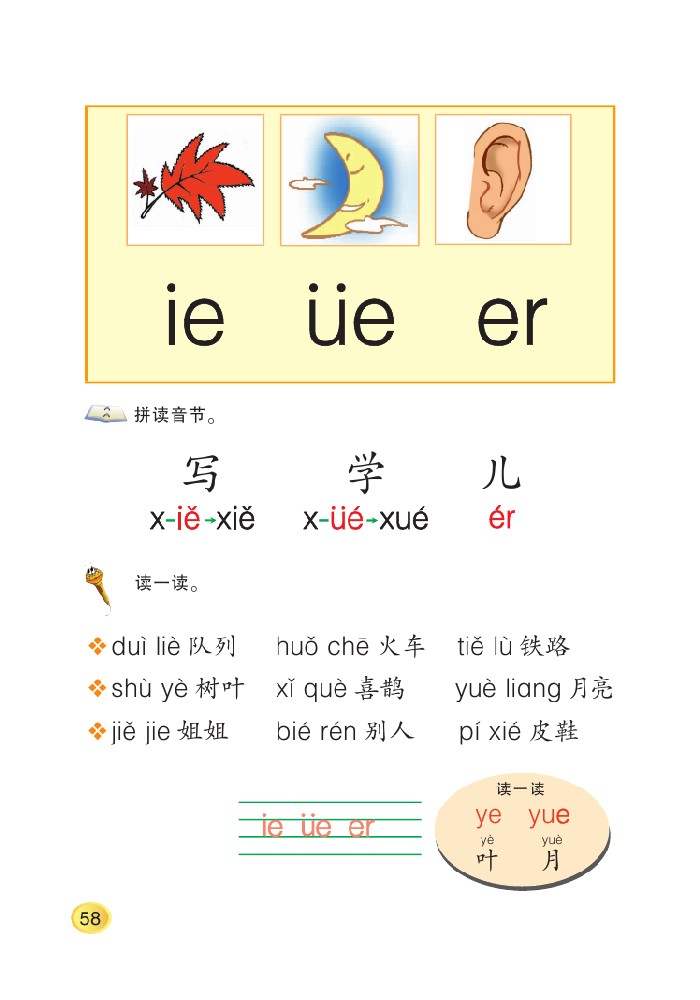 ie üe er
拼读音节。
写 学 儿
x-iě→xiě x-üé→xué ér
读一读。
duì liè 队列 huǒ chē 火车 tiě lù 铁路
shù yè 树叶 xǐ què 喜鹊 yuè liang 月亮
jiě jie 姐姐 bié rén 别人 pí xié 皮鞋
ie üe er
读一读
ye yue
yè yuè
叶 月
58